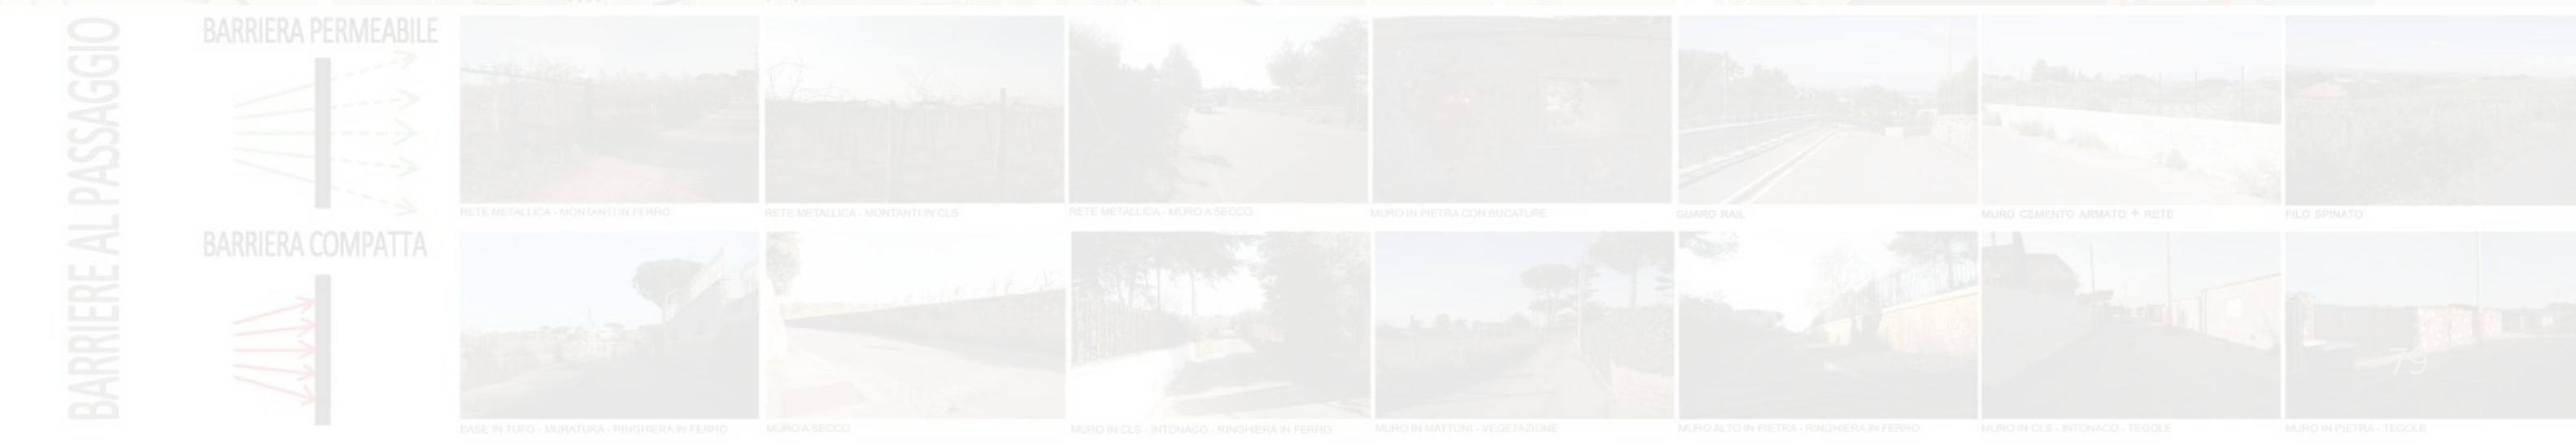 BARRIERE AL PASSAGGIO
BARRIERA PERMEABILE
RETE METALLICA - MONTANTI IN FERRO
RETE METALLICA - MONTANTI IN CLS
RETE METALLICA - MURO A SECCO
MURO IN PIETRA CON BUCATURE
GUARD RAIL
MURO CEMENTO ARMATO + RETE
FILO SPINATO
BARRIERA COMPATTA
BASE IN TUFO - MURATURA - RINGHIERA IN FERRO
MURO A SECCO
MURO IN CLS - INTONACO - RINGHIERA IN FERRO
MURO IN MATTONI - VEGETAZIONE
MURO ALTO IN PIETRA - RINGHIERA IN FERRO
MURO IN CLS - INTONACO - TEGOLE
MURO IN PIETRA - TEGOLE
79